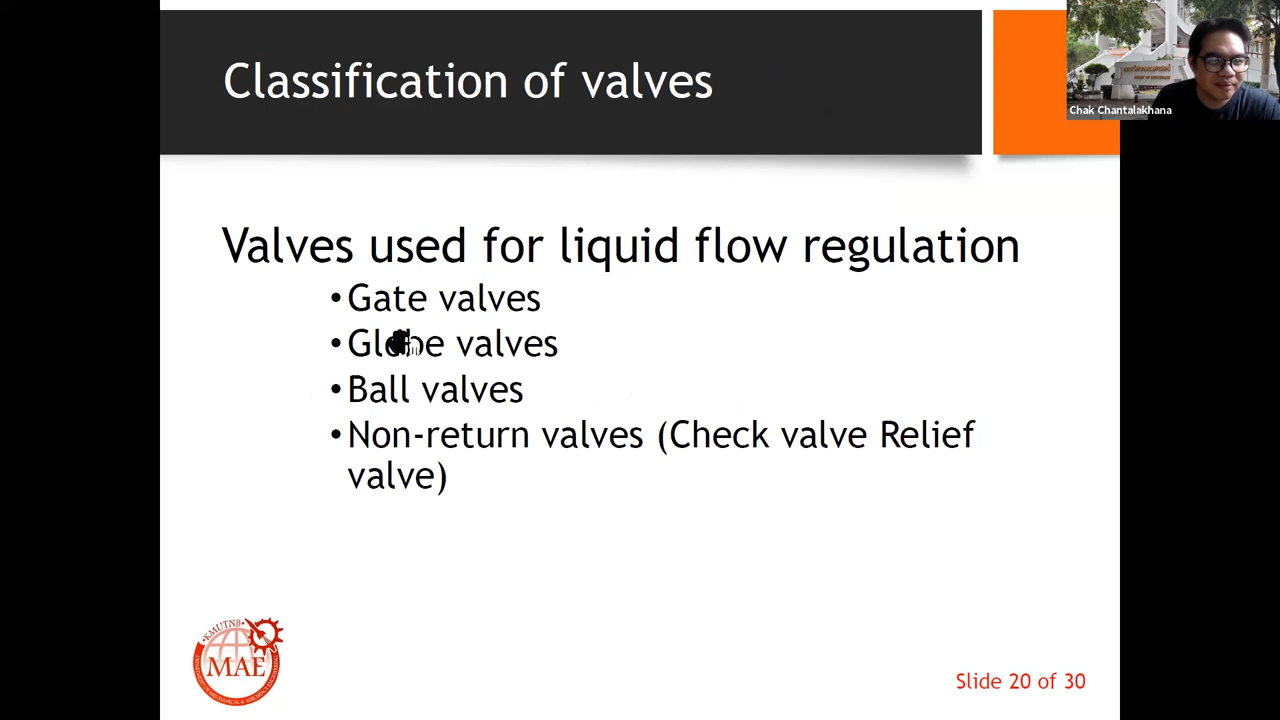 Classification of valves
Chak Chantalakhana
Valves used for liquid flow regulation
•Gate valves
•Globe valves
•Ball valves
•Non-return valves (Check valve Relief
valve)
•KMUTNB•
MAE
Slide 20 of 30